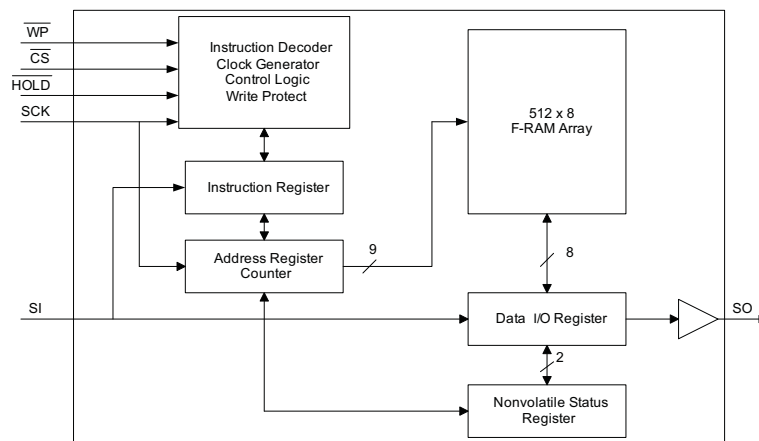 WP
CS
HOLD
SCK
Instruction Decoder
Clock Generator
Control Logic
Write Protect
512 x 8
F-RAM Array
Instruction Register
Address Register
Counter
9
8
SI
Data I/O Register
SO
2
Nonvolatile Status
Register